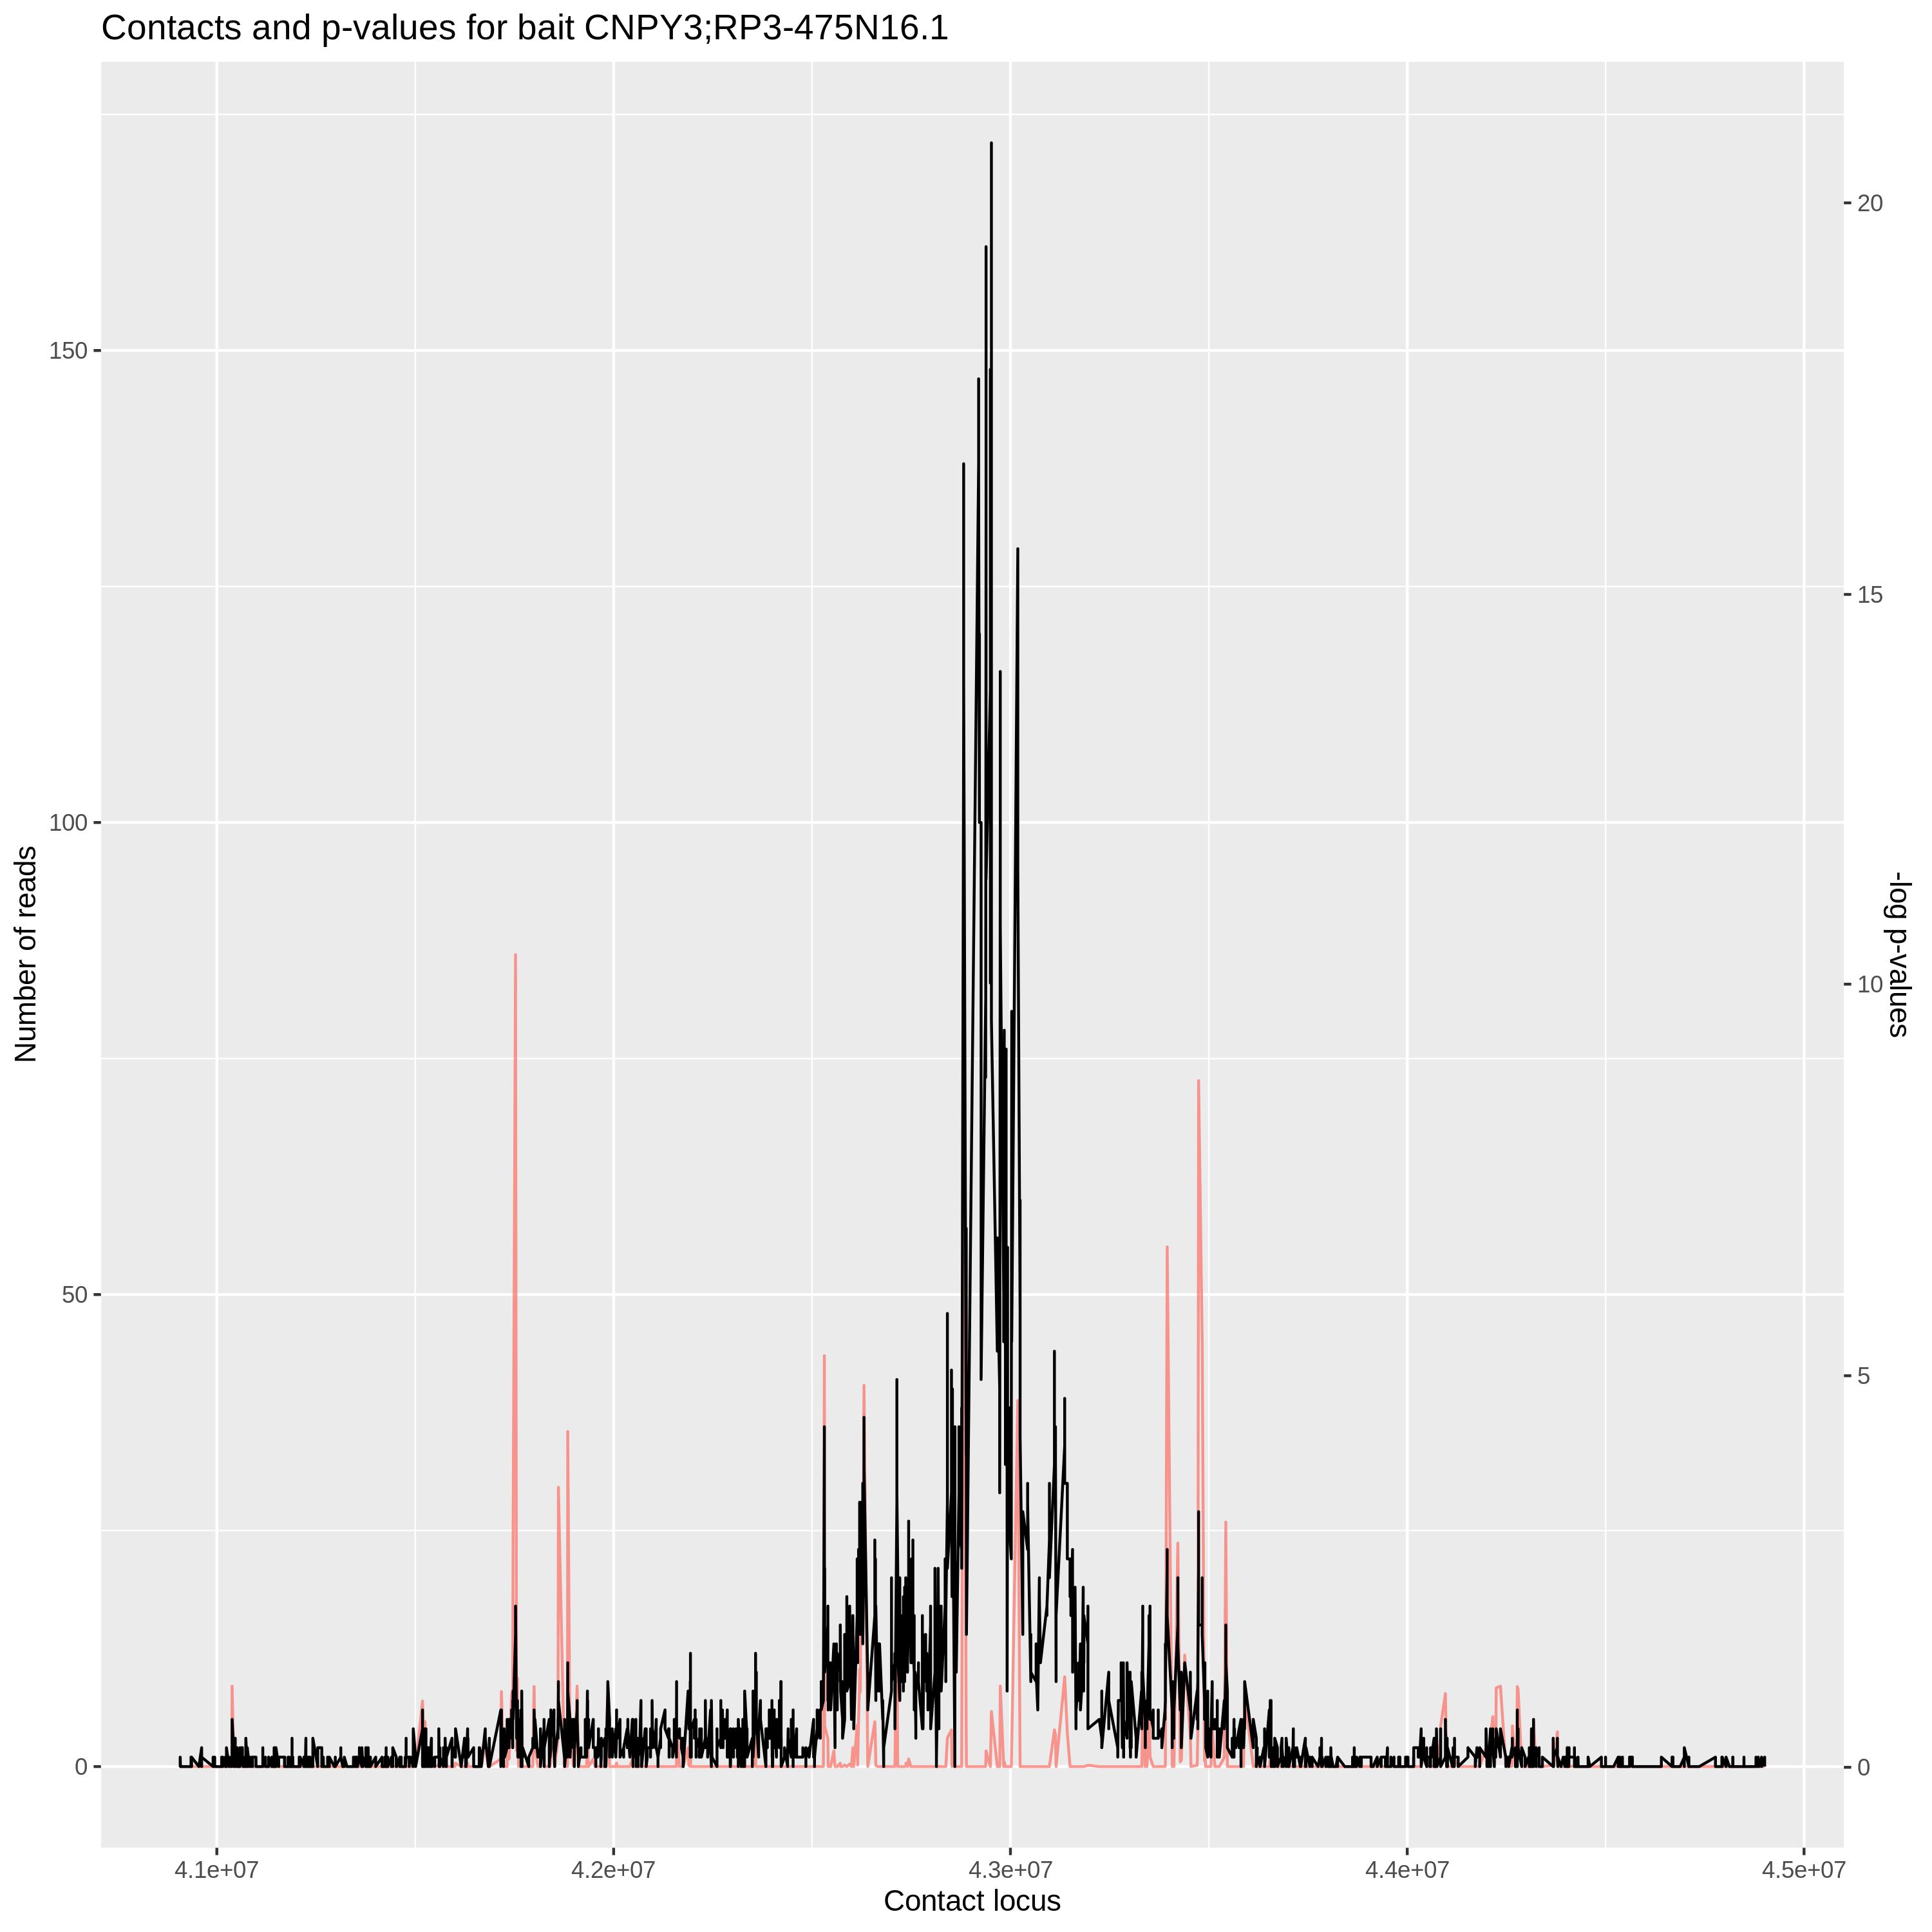 Contacts and p-values for bait CNPY3;RP3-475N16.1
150
100
50
0
Number of reads
20
15
10
5
0
-log p-values
4.1e+07
4.2e+07
4.3e+07
4.4e+07
4.5e+07
Contact locus